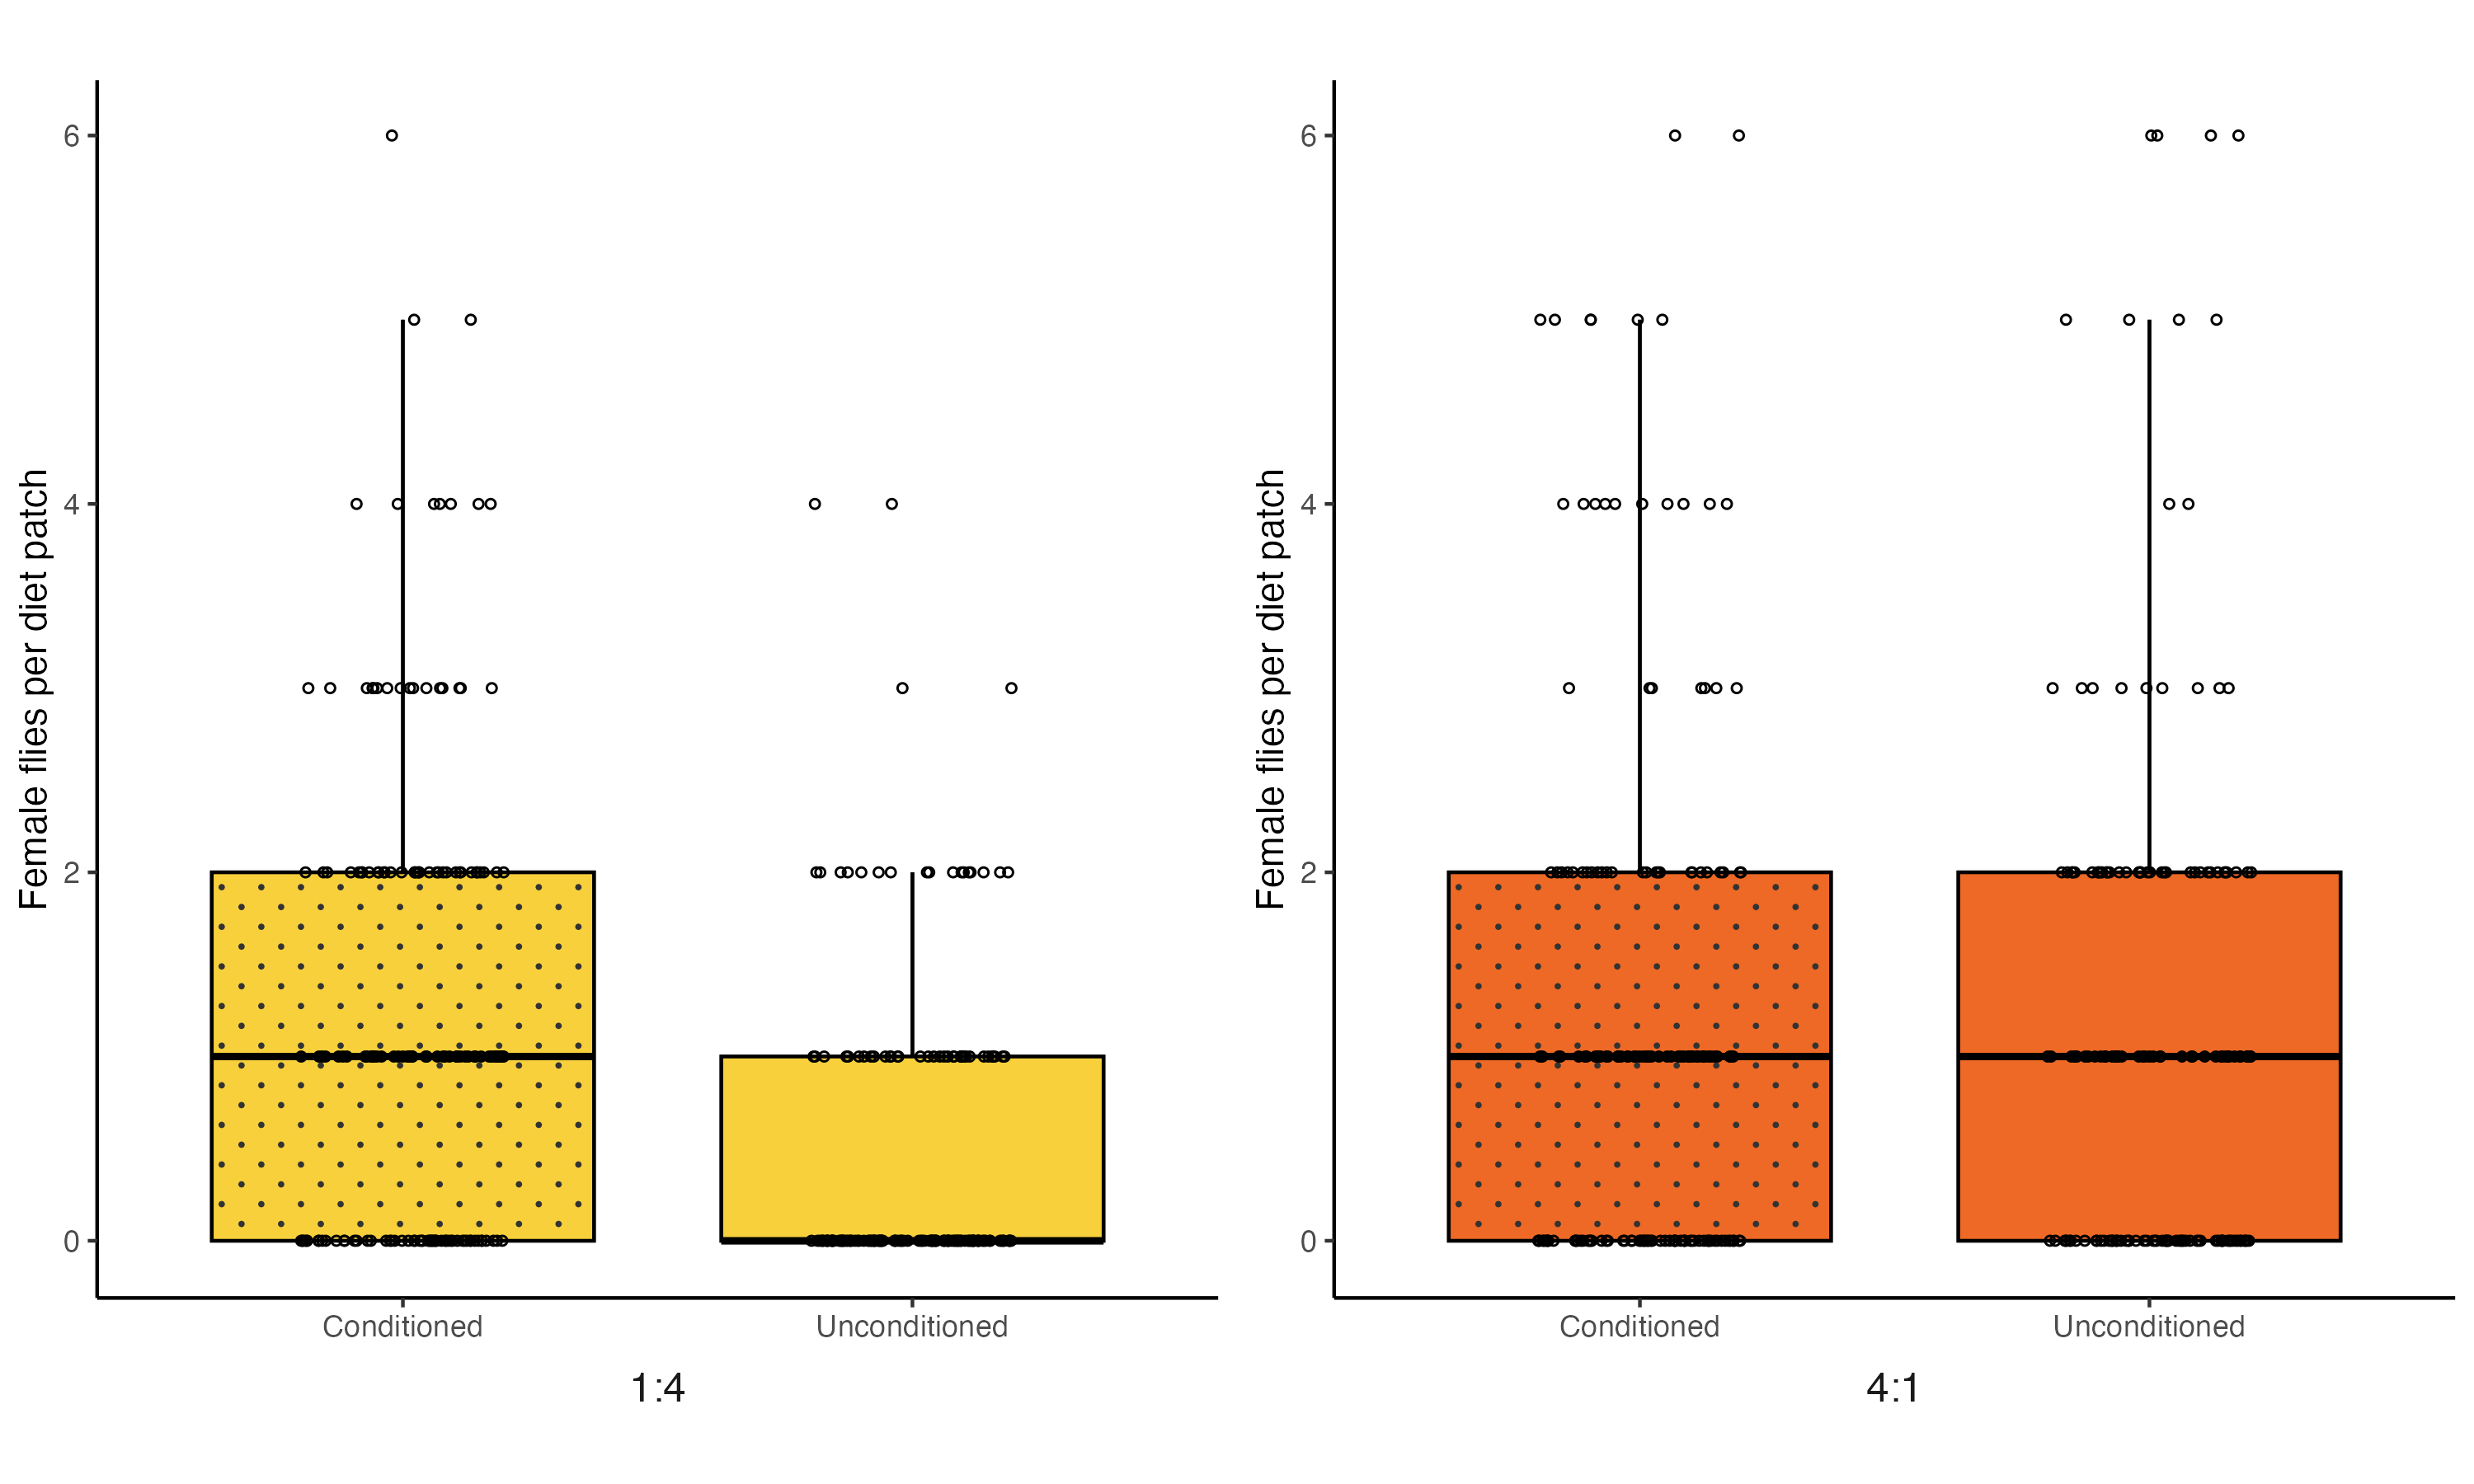 Female flies per diet patch
6
4
2
0
Conditioned
Unconditioned
1:4
Female flies per diet patch
6
4
2
0
Conditioned
Unconditioned
4:1